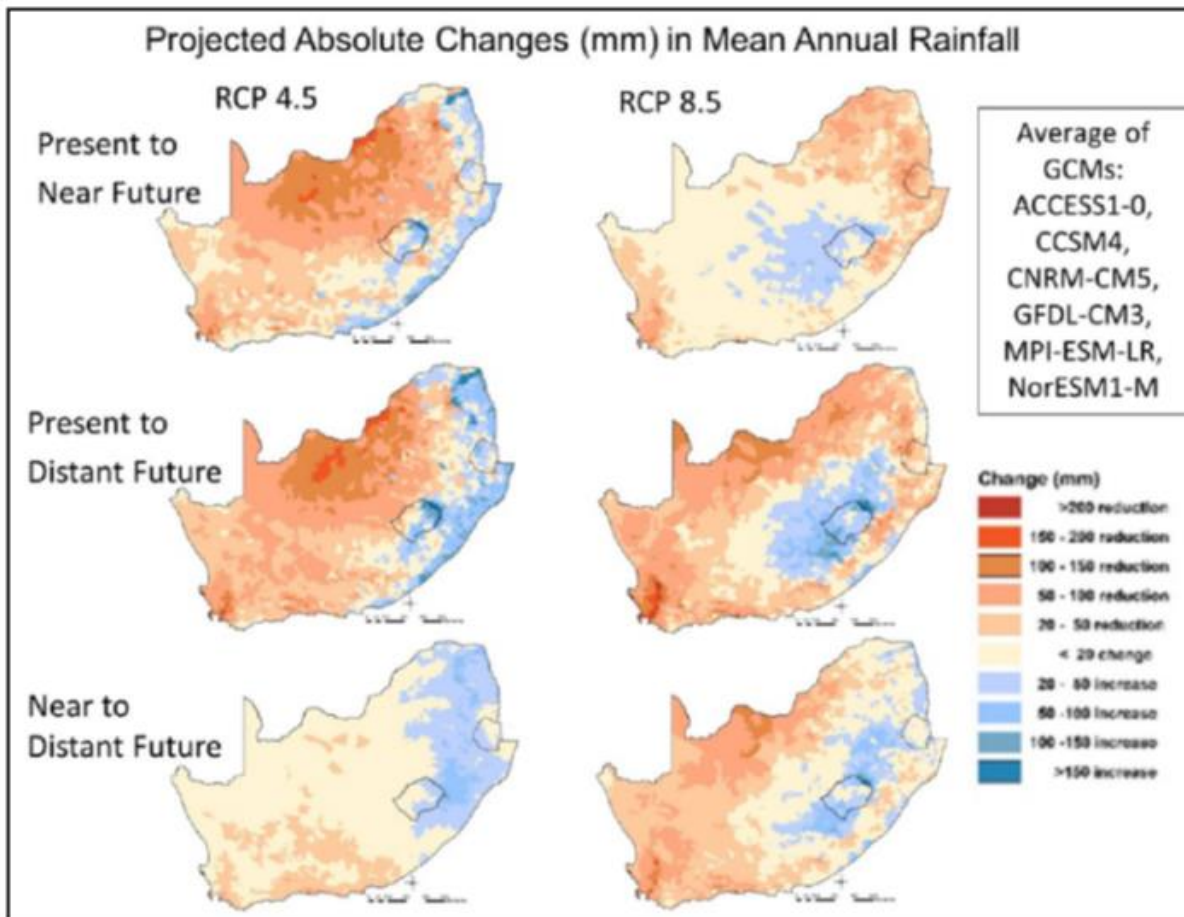 Projected Absolute Changes (mm) in Mean Annual Rainfall
RCP 4.5
RCP 8.5
Present to
Near Future
Present to
Distant Future
Near to
Distant Future
Average of
GCMs:
ACCESS1-0,
CCSM4,
CNRM-CM5,
GFDL-CM3,
MPI-ESM-LR,
NorESM1-M
Change (mm)
>200 reduction
150 - 200 reduction
100 - 150 reduction
50 - 100 reduction
20 - 50 reduction
< 20 change
20 - 50 increase
50 -100 increase
100 -150 increase
>150 increase